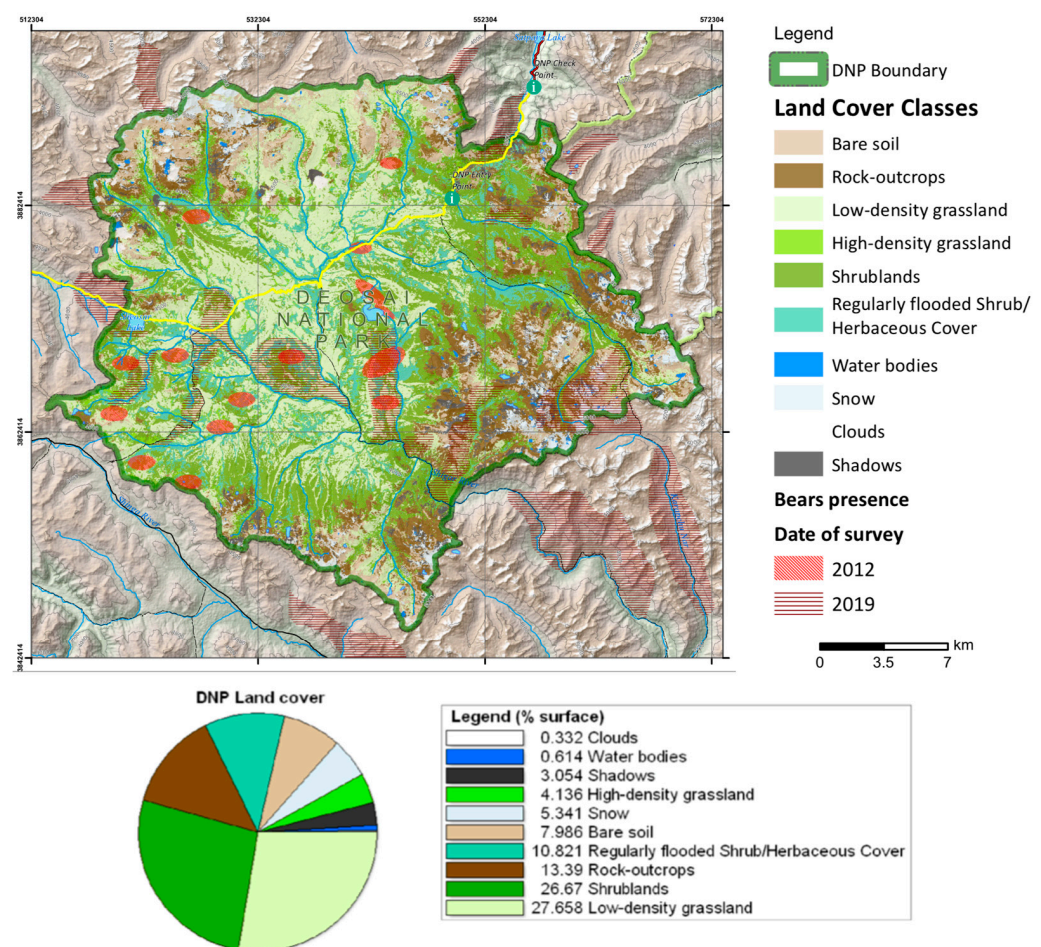 512304
532304
552304
572304
3882414
3862414
3842414
Lake
DNP Check
Point
DNP Entry
Point
DEOSAI
NATIONAL
PARK
Shigar River
Legend
DNP Boundary
Land Cover Classes
Bare soil
Rock-outcrops
Low-density grassland
High-density grassland
Shrublands
Regularly flooded Shrub/
Herbaceous Cover
Water bodies
Snow
Clouds
Shadows
Bears presence
Date of survey
2012
2019
km
0 3.5 7
DNP Land cover
Legend (% surface)
0.332 Clouds
0.614 Water bodies
3.054 Shadows
4.136 High-density grassland
5.341 Snow
7.986 Bare soil
10.821 Regularly flooded Shrub/Herbaceous Cover
13.39 Rock-outcrops
26.67 Shrublands
27.658 Low-density grassland